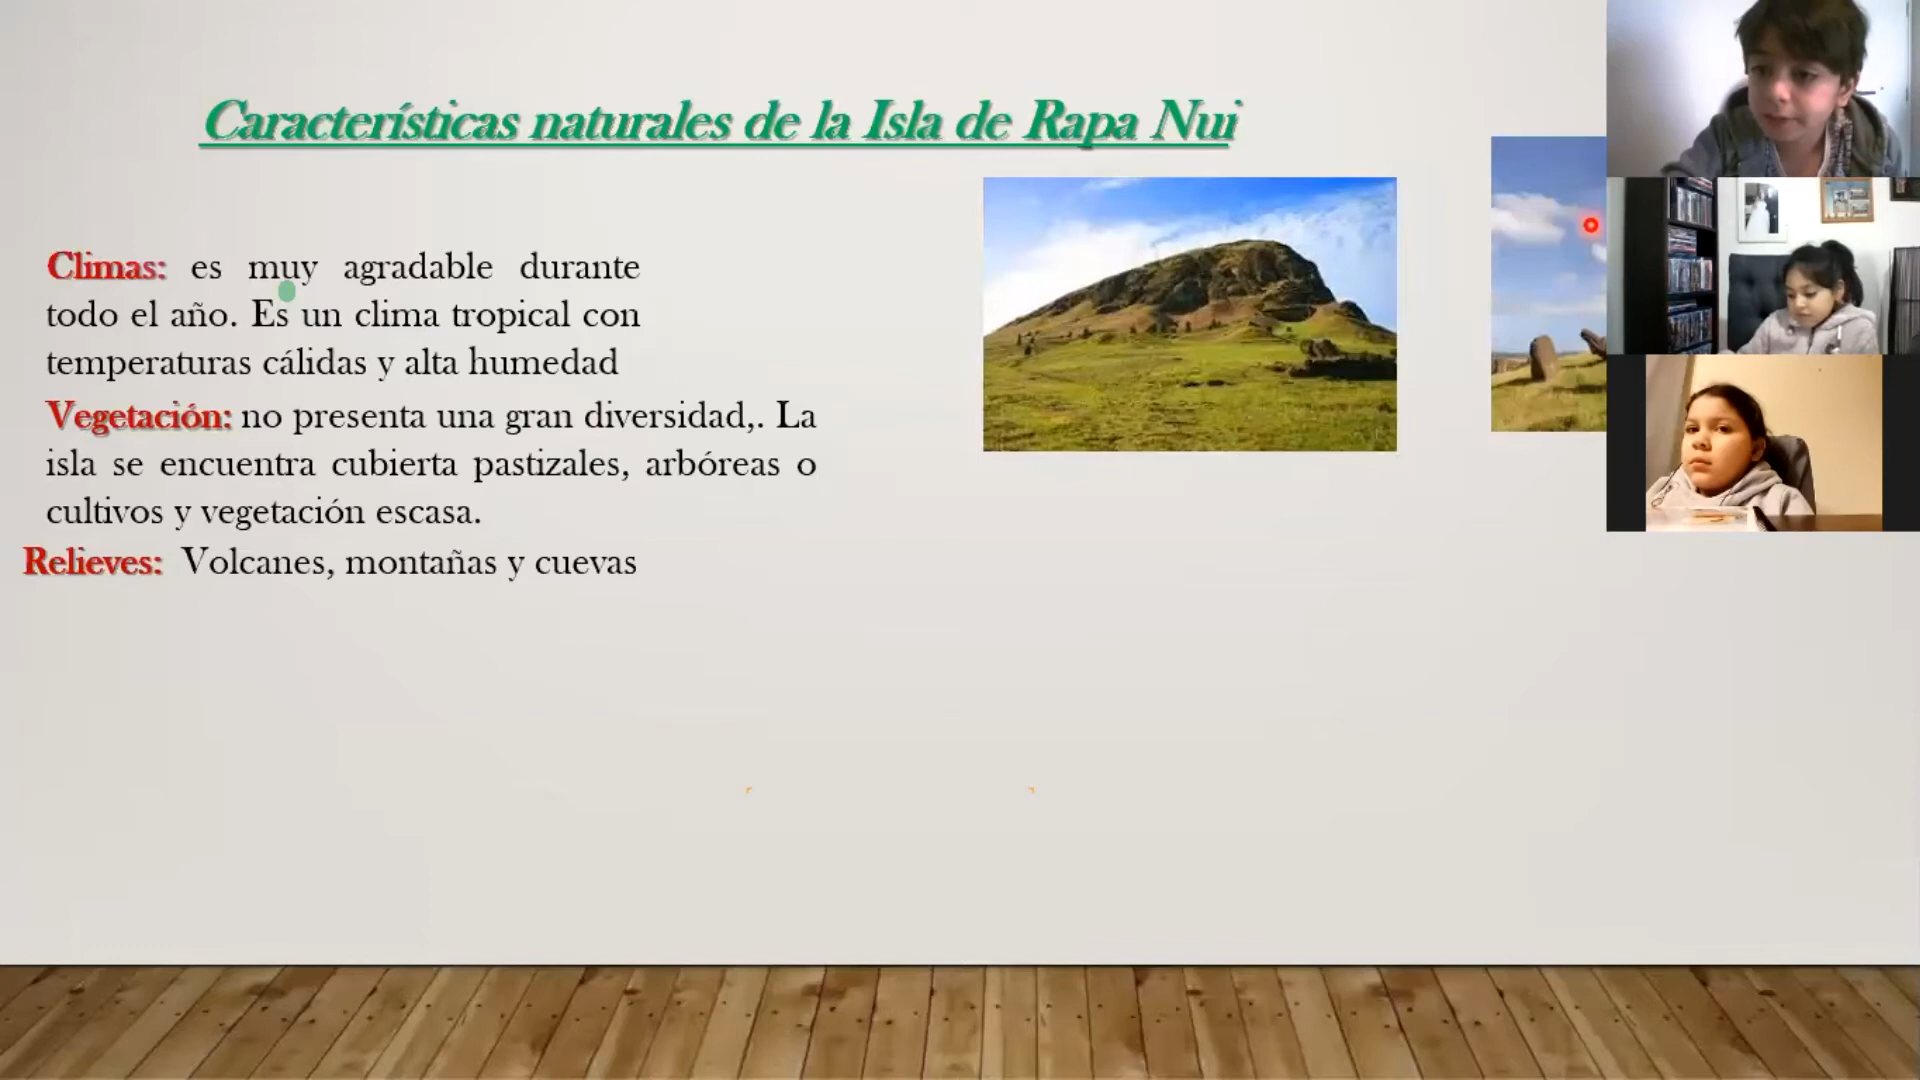 Características naturales de la Isla de Rapa Nui
Climas: es muy agradable durante
todo el año. Es un clima tropical con
temperaturas cálidas y alta humedad
Vegetación: no presenta una gran diversidad,. La
isla se encuentra cubierta pastizales, arbóreas o
cultivos y vegetación escasa.
Relieves: Volcanes, montañas y cuevas